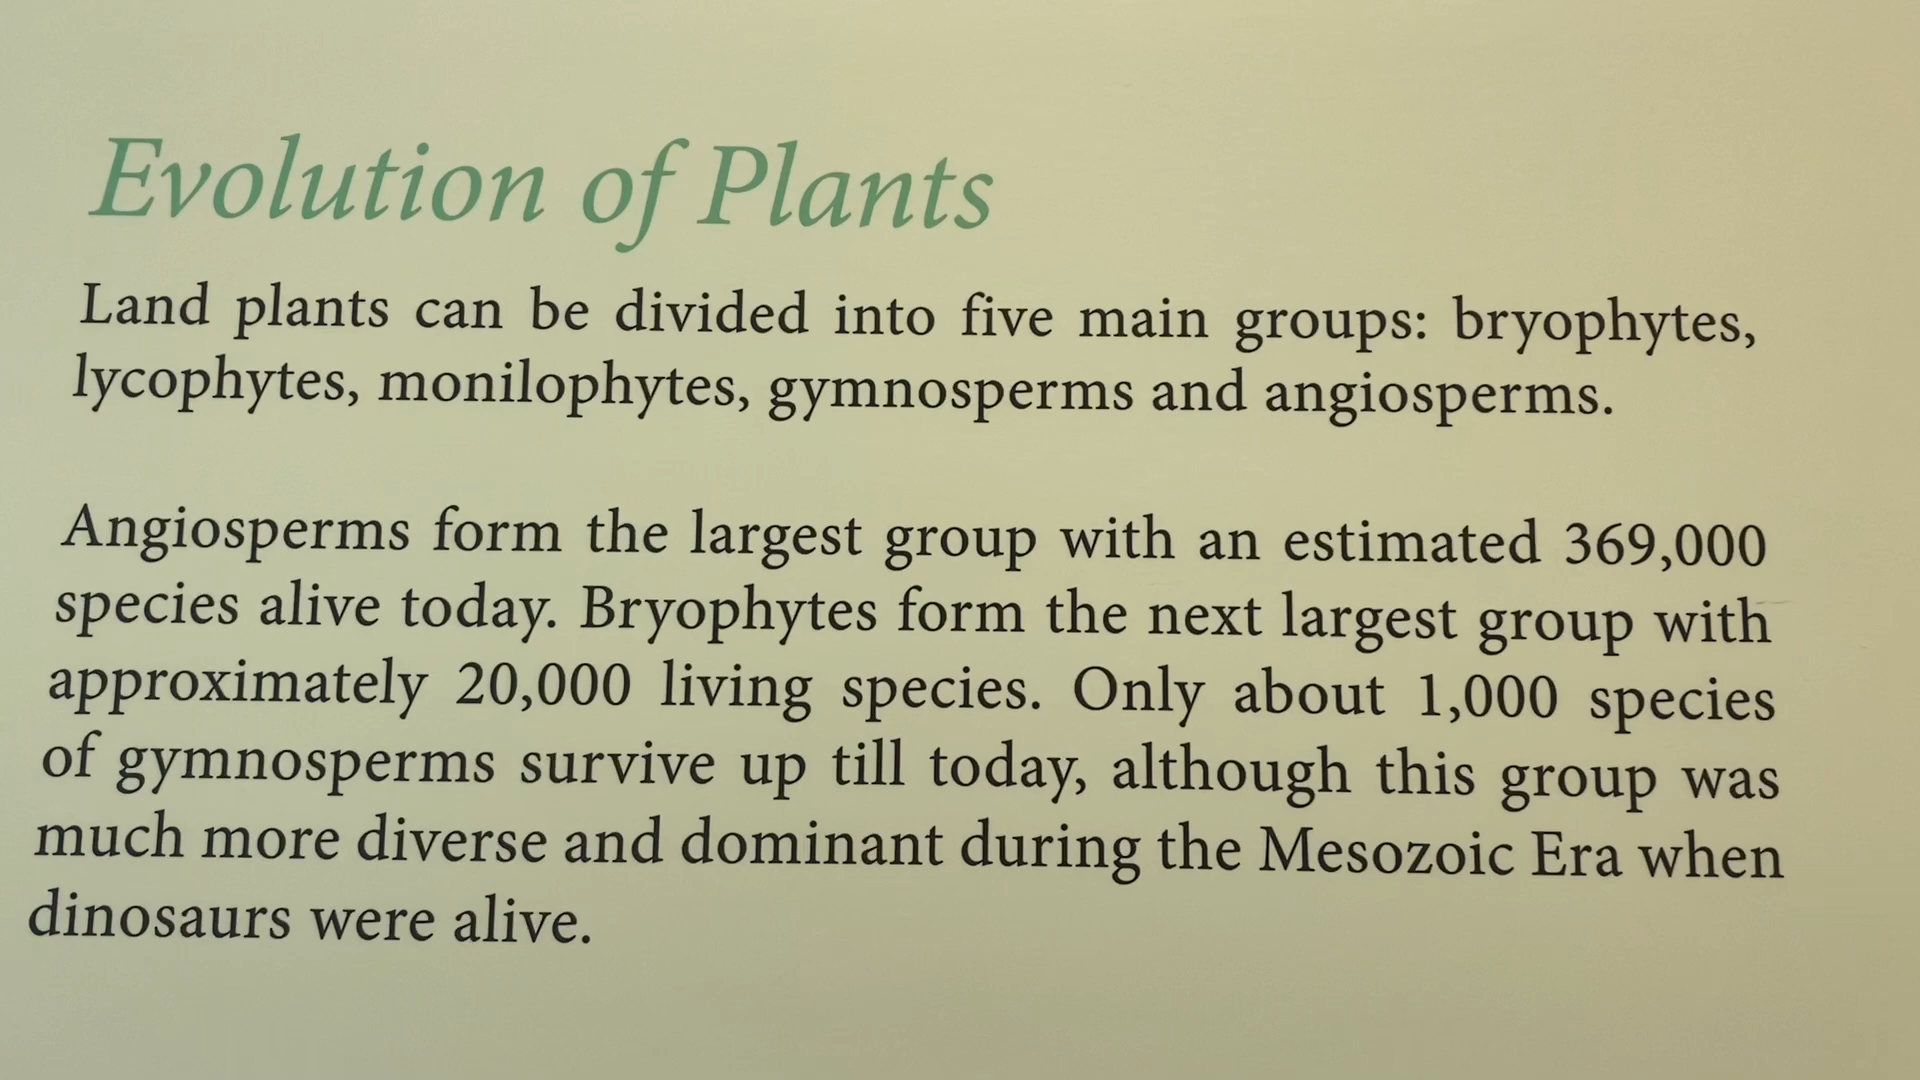 Evolution of Plants
Land plants can be divided into five main groups: bryophytes,
lycophytes, monilophytes, gymnosperms and angiosperms.
Angiosperms form the largest group with an estimated 369,000
species alive today. Bryophytes form the next largest group with
approximately 20,000 living species. Only about 1,000 species
of gymnosperms survive up till today, although this group was
much more diverse and dominant during the Mesozoic Era when
dinosaurs were alive.